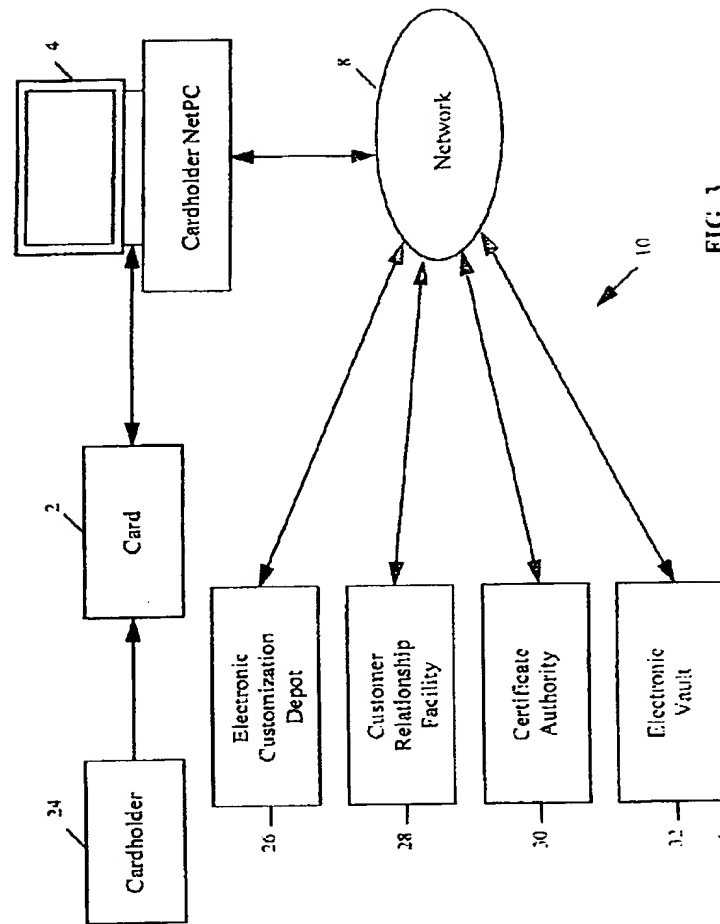 24
Cardholder
2
Card
4
Cardholder NetPC
26
Electronic
Customization
Depot
28
Customer
Relationship
Facility
30
Certificate
Authority
32
Electronic
Vault
8
Network
10
FIG.